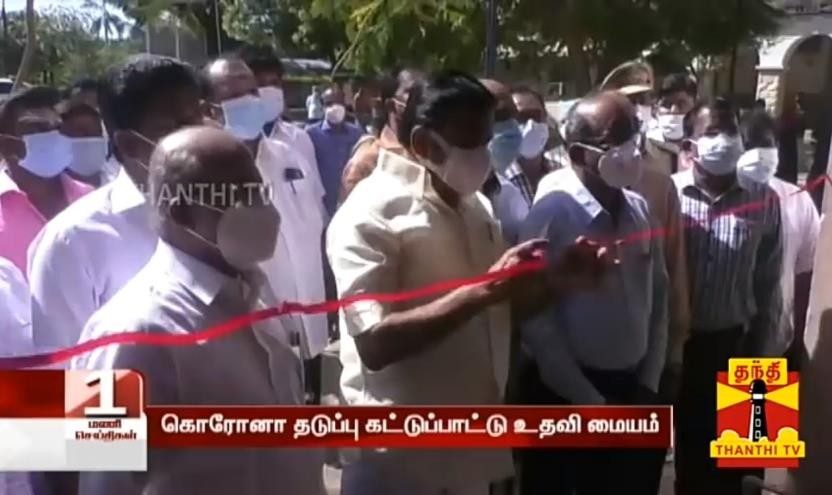 THANTHI TV
1
மணி
செய்திகள்
கொரோனா தடுப்பு கட்டுப்பாட்டு உதவி மையம்
தந்தி
THANTHI TV